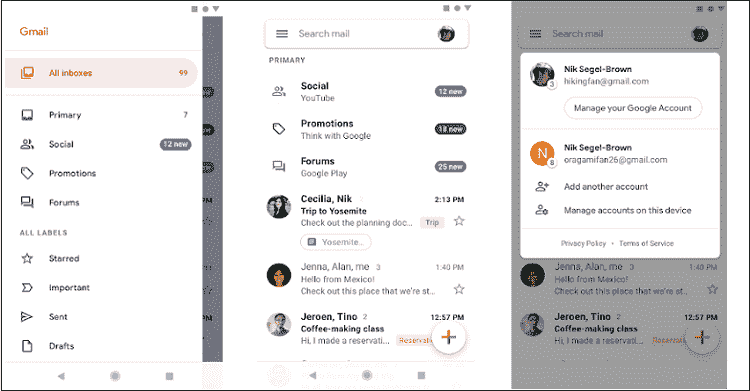 Gmail
All inboxes 99
Primary 7
Social 12 new
Promotions
Forums
ALL LABELS
Starred
Important
Sent
Drafts
Search mail
PRIMARY
Social 12 new
YouTube
Promotions 18 new
Think with Google
Forums 25 new
Google Play
Cecilia, Nik 2:13 PM
Trip to Yosemite
Check out the planning doc... Trip
Yosemite..
Jenna, Alan, me 3 1:40 PM
Hello from Mexico!
Check out this place that we're st...
Jeroen, Tino 2 12:57 PM
Coffee-making class
Hi, I made a reservati... Reservatio
Search mail
Nik Segel-Brown
hikingfan@gmail.com
3
Manage your Google Account
N
Nik Segel-Brown
oragamifan26@gmail.com
8
Add another account
Manage accounts on this device
Privacy Policy • Terms of Service
Jenna, Alan, me 3 1:40 PM
Hello from Mexico!
Check out this place that we're st...
Jeroen, Tino 2 12:57 PM
Coffee-making class
Hi, I made a reservati...